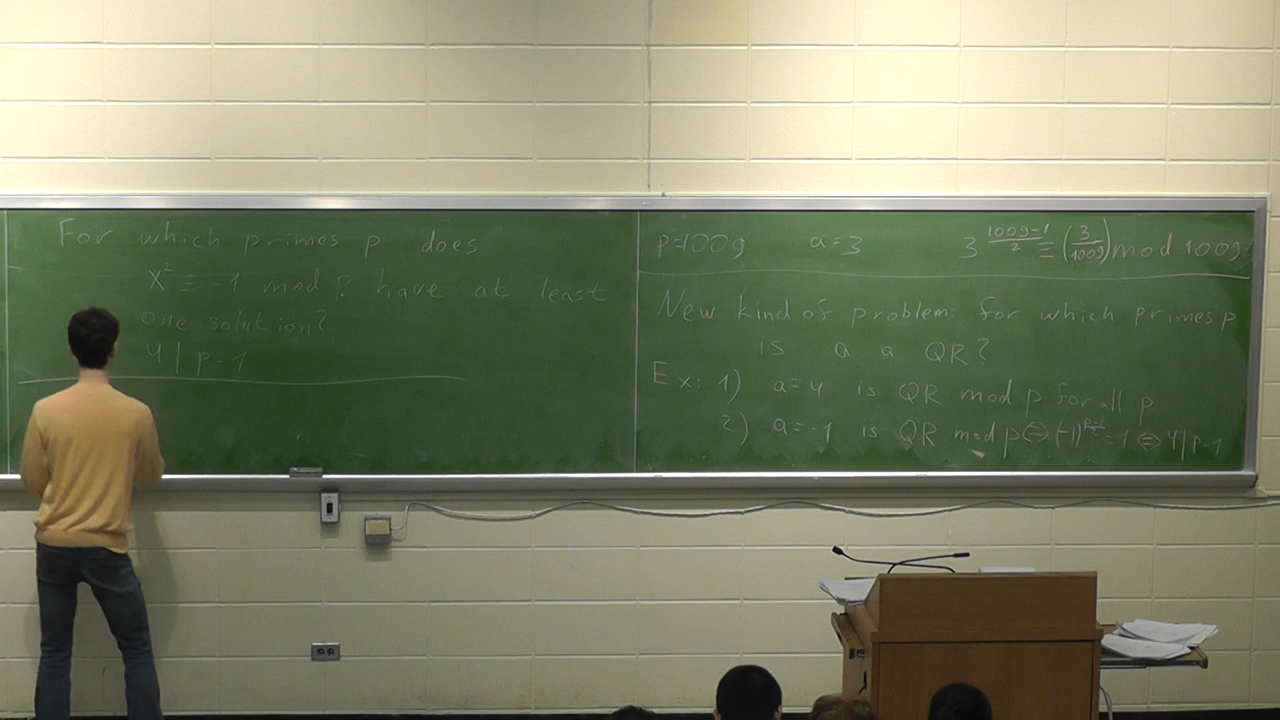 For which primes p does
x² ≡ -1 mod p have at least
one solution?
4 | p-1
p=1009 a=3 3^((1009-1)/2) ≡ (3/1009) mod 1009
New kind of problem: for which primes p
is a a QR?
Ex: 1) a=4 is QR mod p for all p
2) a=-1 is QR mod p ⇔ (-1)^((p-1)/2) = 1 ⇔ 4|p-1